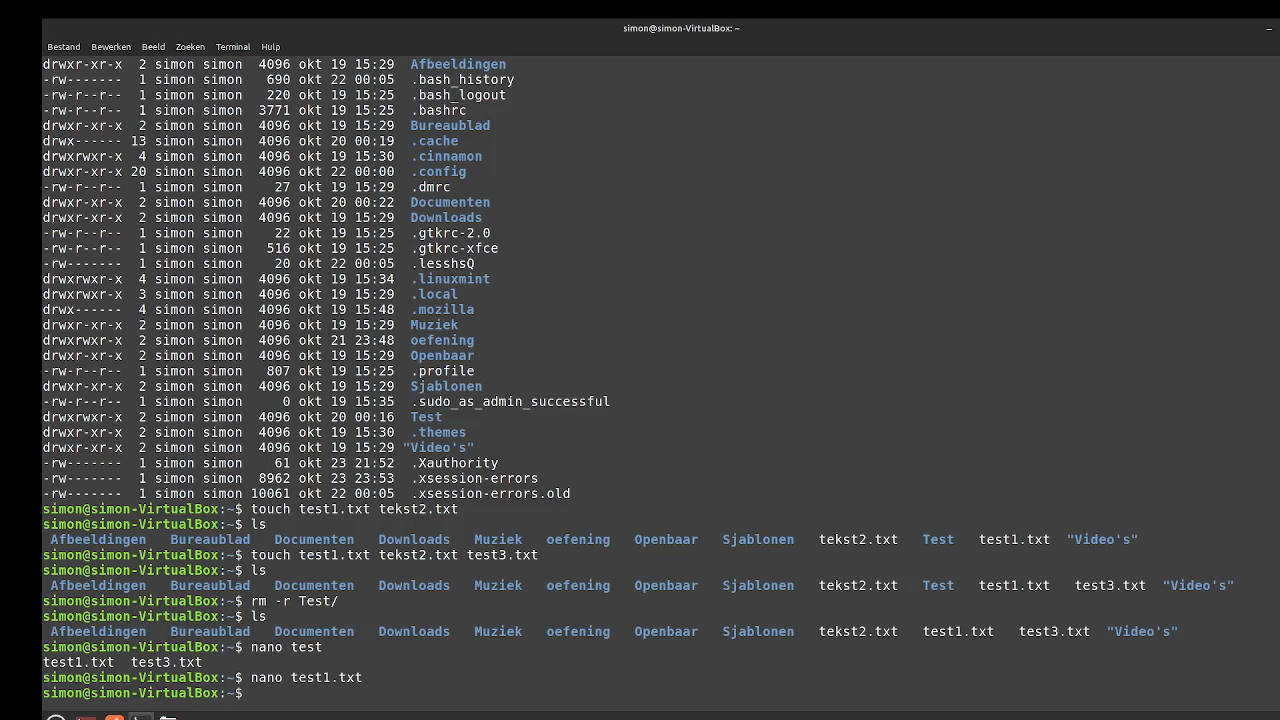 simon@simon-VirtualBox: ~
Bestand Bewerken Beeld Zoeken Terminal Hulp
drwxr-xr-x 2 simon simon 4096 okt 19 15:29 Afbeeldingen
-rw------- 1 simon simon 690 okt 22 00:05 .bash_history
-rw-r--r-- 1 simon simon 220 okt 19 15:25 .bash_logout
-rw-r--r-- 1 simon simon 3771 okt 19 15:25 .bashrc
drwxr-xr-x 2 simon simon 4096 okt 19 15:29 Bureaublad
drwx------ 13 simon simon 4096 okt 20 00:19 .cache
drwxrwxr-x 4 simon simon 4096 okt 19 15:30 .cinnamon
drwxr-xr-x 20 simon simon 4096 okt 22 00:00 .config
-rw-r--r-- 1 simon simon 27 okt 19 15:29 .dmrc
drwxr-xr-x 2 simon simon 4096 okt 20 00:22 Documenten
drwxr-xr-x 2 simon simon 4096 okt 19 15:29 Downloads
-rw-r--r-- 1 simon simon 22 okt 19 15:25 .gtkrc-2.0
-rw-r--r-- 1 simon simon 516 okt 19 15:25 .gtkrc-xfce
-rw------- 1 simon simon 20 okt 22 00:05 .lesshsQ
drwxrwxr-x 4 simon simon 4096 okt 19 15:34 .linuxmint
drwxrwxr-x 3 simon simon 4096 okt 19 15:29 .local
drwx------ 4 simon simon 4096 okt 19 15:48 .mozilla
drwxr-xr-x 2 simon simon 4096 okt 19 15:29 Muziek
drwxrwxr-x 2 simon simon 4096 okt 21 23:48 oefening
drwxr-xr-x 2 simon simon 4096 okt 19 15:29 Openbaar
-rw-r--r-- 1 simon simon 807 okt 19 15:25 .profile
drwxr-xr-x 2 simon simon 4096 okt 19 15:29 Sjablonen
-rw-r--r-- 1 simon simon 0 okt 19 15:35 .sudo_as_admin_successful
drwxrwxr-x 2 simon simon 4096 okt 20 00:16 Test
drwxr-xr-x 2 simon simon 4096 okt 19 15:30 .themes
drwxr-xr-x 2 simon simon 4096 okt 19 15:29 "Video's"
-rw------- 1 simon simon 61 okt 23 21:52 .Xauthority
-rw------- 1 simon simon 8962 okt 23 23:53 .xsession-errors
-rw------- 1 simon simon 10061 okt 22 00:05 .xsession-errors.old
simon@simon-VirtualBox:~$ touch test1.txt tekst2.txt
simon@simon-VirtualBox:~$ ls
Afbeeldingen Bureaublad Documenten Downloads Muziek oefening Openbaar Sjablonen tekst2.txt Test test1.txt "Video's"
simon@simon-VirtualBox:~$ touch test1.txt tekst2.txt test3.txt
simon@simon-VirtualBox:~$ ls
Afbeeldingen Bureaublad Documenten Downloads Muziek oefening Openbaar Sjablonen tekst2.txt Test test1.txt test3.txt "Video's"
simon@simon-VirtualBox:~$ rm -r Test/
simon@simon-VirtualBox:~$ ls
Afbeeldingen Bureaublad Documenten Downloads Muziek oefening Openbaar Sjablonen tekst2.txt test1.txt test3.txt "Video's"
simon@simon-VirtualBox:~$ nano test
test1.txt test3.txt
simon@simon-VirtualBox:~$ nano test1.txt
simon@simon-VirtualBox:~$